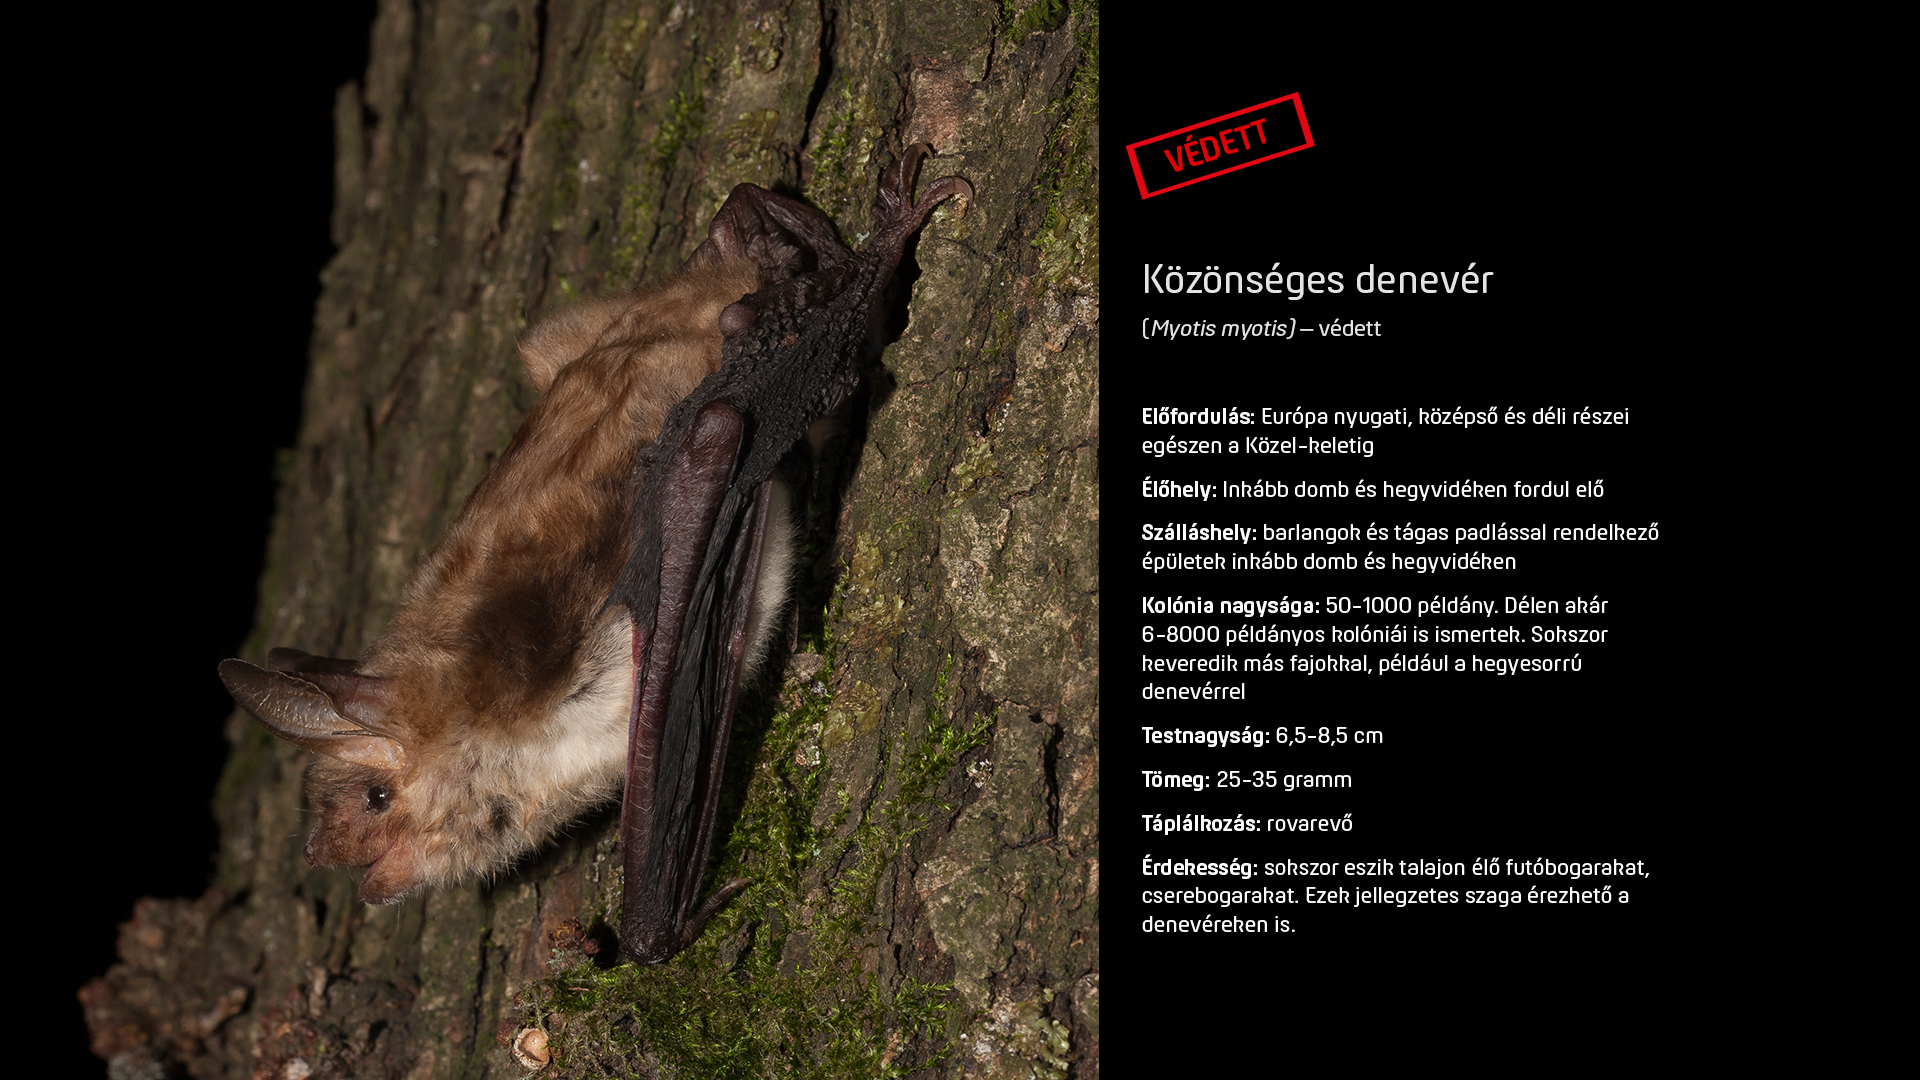 VÉDETT
Közönséges denevér
(Myotis myotis) – védett
Előfordulás: Európa nyugati, középső és déli részei
egészen a Közel-keletig
Élőhely: Inkább domb és hegyvidéken fordul elő
Szálláshely: barlangok és tágas padlással rendelkező
épületek inkább domb és hegyvidéken
Kolónia nagysága: 50-1000 példány. Délen akár
6-8000 példányos kolóniái is ismertek. Sokszor
keveredik más fajokkal, például a hegyesorrú
denevérrel
Testnagyság: 6,5-8,5 cm
Tömeg: 25-35 gramm
Táplálkozás: rovarevő
Érdekesség: sokszor eszik talajon élő futóbogarakat,
cserebogarakat. Ezek jellegzetes szaga érezhető a
denevéreken is.